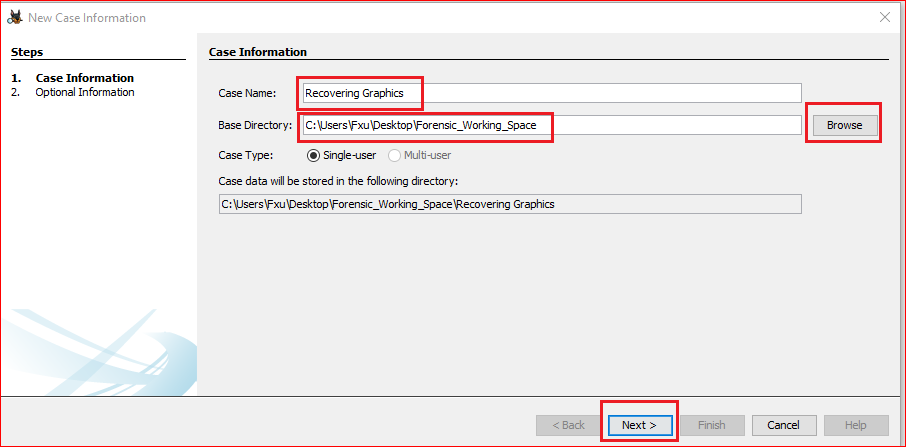 New Case Information
Steps
1. Case Information
2. Optional Information
Case Information
Case Name: Recovering Graphics
Base Directory: C:\Users\Fxu\Desktop\Forensic_Working_Space Browse
Case Type: Single-user Multi-user
Case data will be stored in the following directory:
C:\Users\Fxu\Desktop\Forensic_Working_Space\Recovering Graphics
< Back Next > Finish Cancel Help